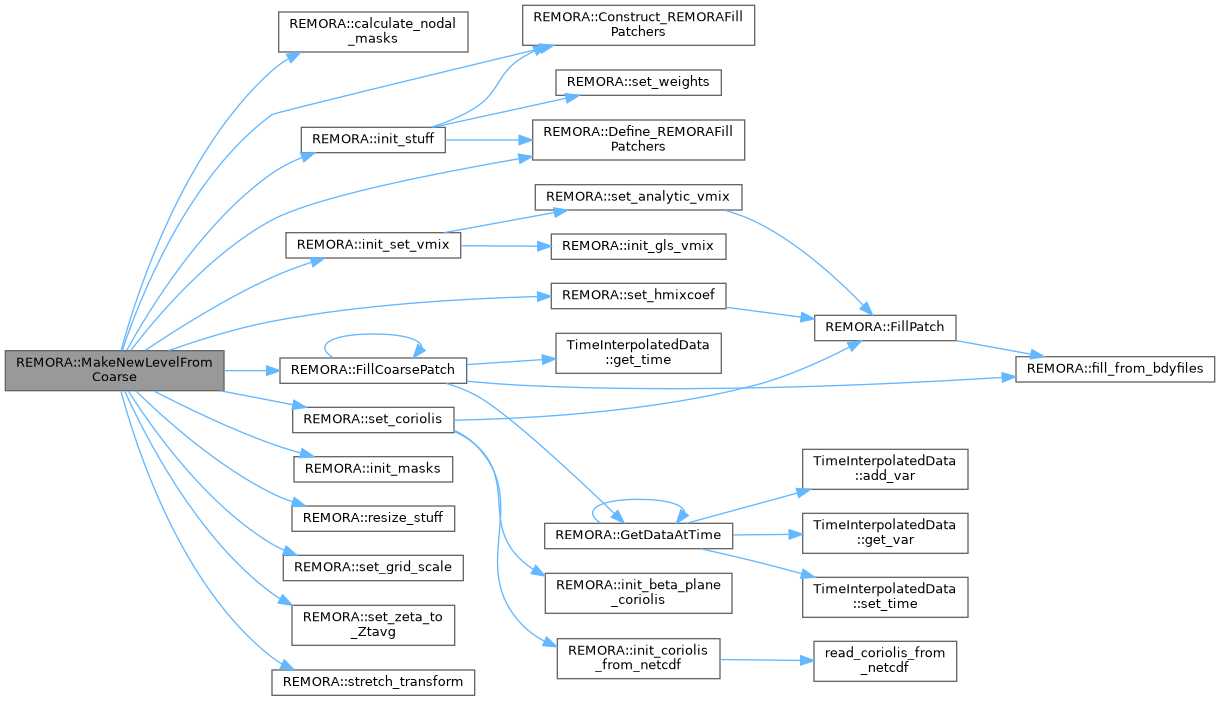 REMORA::MakeNewLevelFrom
Coarse
REMORA::calculate_nodal
_masks
REMORA::Construct_REMORAFill
Patchers
REMORA::set_weights
REMORA::init_stuff
REMORA::Define_REMORAFill
Patchers
REMORA::set_analytic_vmix
REMORA::init_set_vmix
REMORA::init_gls_vmix
REMORA::set_hmixcoef
REMORA::FillPatch
TimeInterpolatedData
::get_time
REMORA::FillCoarsePatch
REMORA::fill_from_bdyfiles
REMORA::set_coriolis
REMORA::init_masks
TimeInterpolatedData
::add_var
REMORA::resize_stuff
REMORA::GetDataAtTime
TimeInterpolatedData
::get_var
REMORA::set_grid_scale
REMORA::init_beta_plane
_coriolis
TimeInterpolatedData
::set_time
REMORA::set_zeta_to
_Ztavg
REMORA::init_coriolis
_from_netcdf
read_coriolis_from
_netcdf
REMORA::stretch_transform